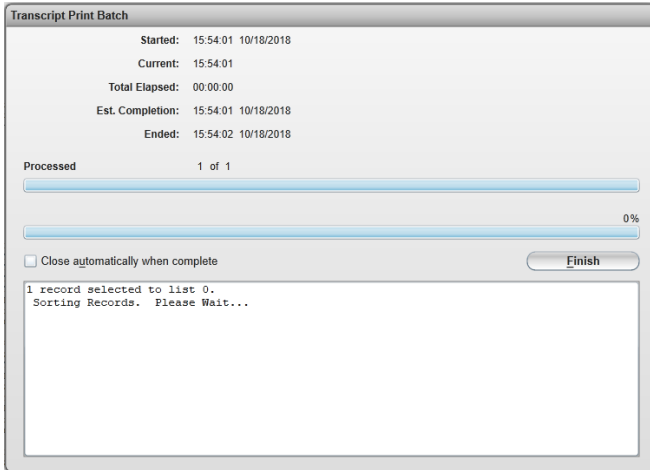 Transcript Print Batch
Started: 15:54:01 10/18/2018
Current: 15:54:01
Total Elapsed: 00:00:00
Est. Completion: 15:54:01 10/18/2018
Ended: 15:54:02 10/18/2018
Processed 1 of 1
0%
Close automatically when complete
Finish
1 record selected to list 0.
Sorting Records. Please Wait...